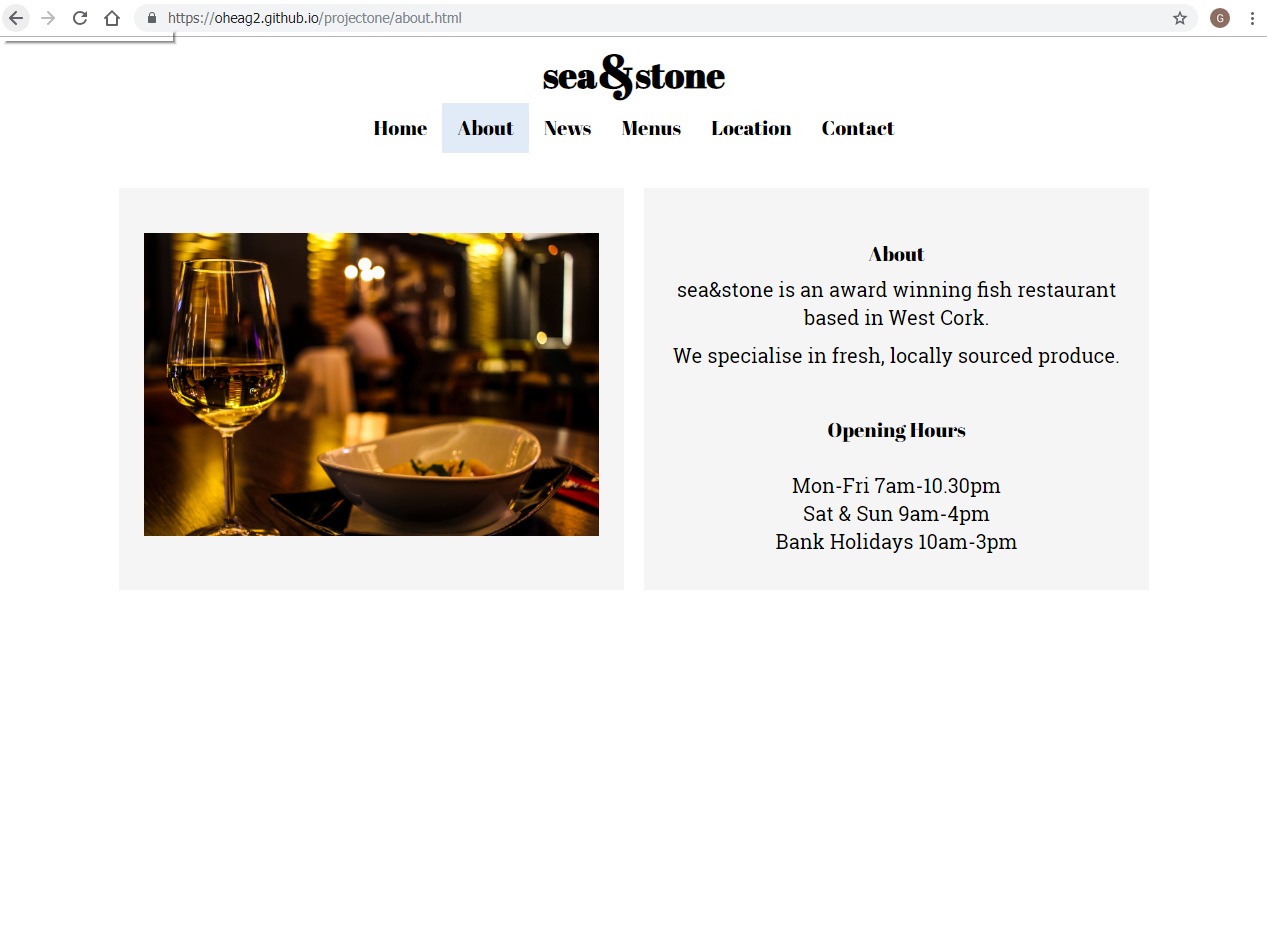 https://oheag2.github.io/projectone/about.html
G
sea&stone
Home About News Menus Location Contact
About
sea&stone is an award winning fish restaurant
based in West Cork.
We specialise in fresh, locally sourced produce.
Opening Hours
Mon-Fri 7am-10.30pm
Sat & Sun 9am-4pm
Bank Holidays 10am-3pm